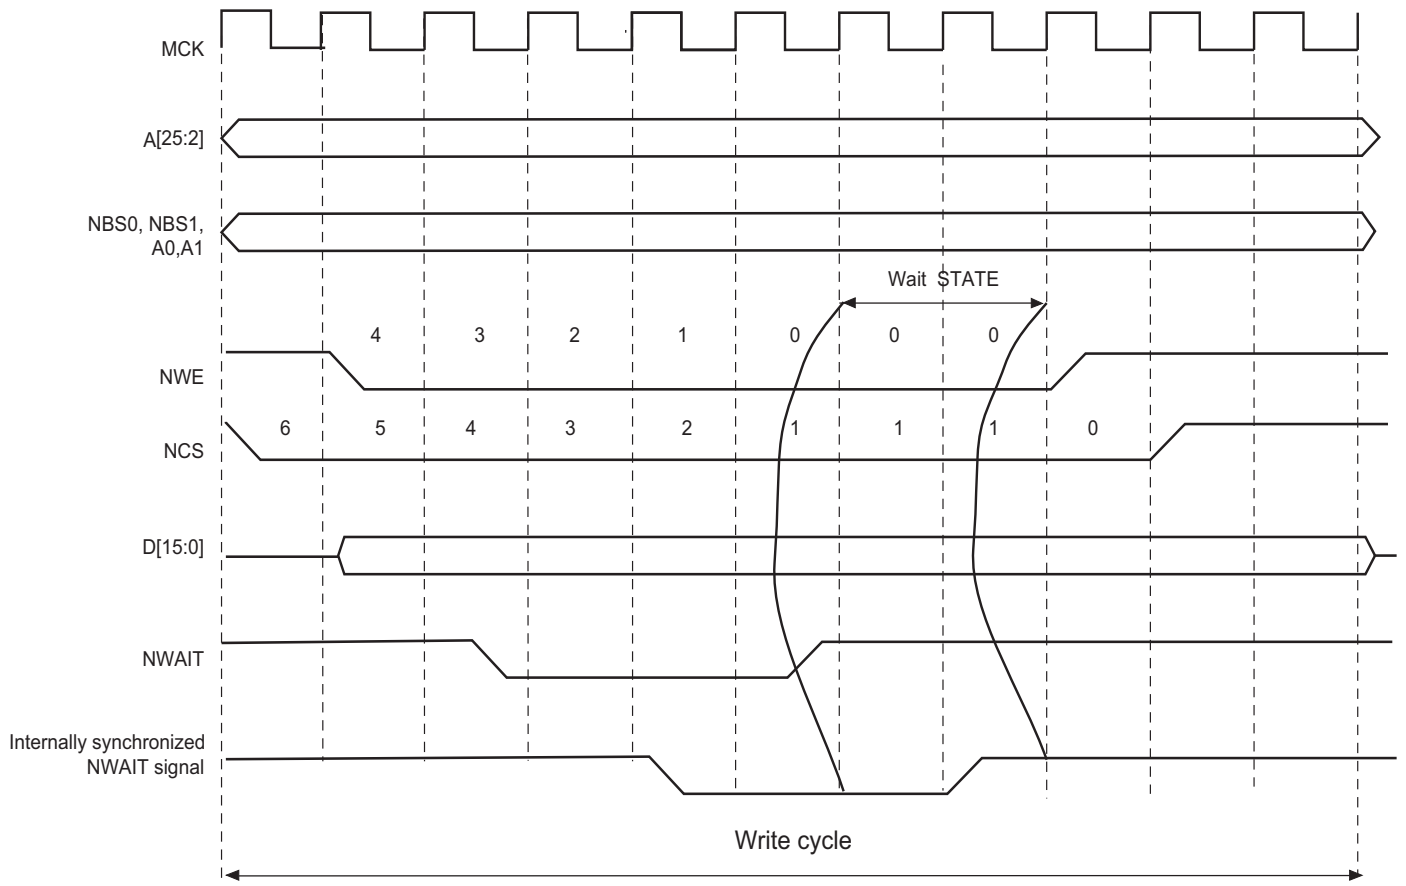 MCK
A[25:2]
NBS0, NBS1,
A0,A1
Wait STATE
4 3 2 1 0 0 0
NWE
6 5 4 3 2 1 1 1 0
NCS
D[15:0]
NWAIT
Internally synchronized
NWAIT signal
Write cycle